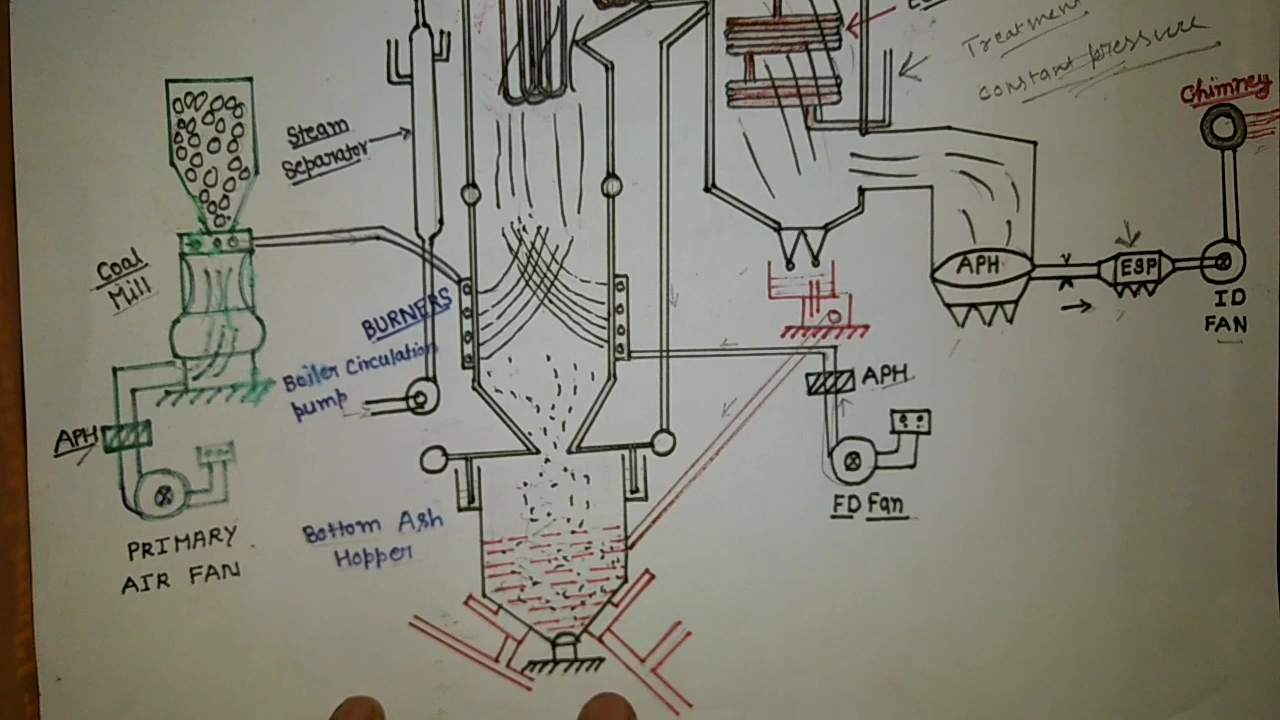 Treatment
constant pressure
Chimney
Steam
Separator
Coal
Mill
BURNERS
Boiler Circulation
pump
APH
ESP
ID
FAN
APH
APH
FD Fan
PRIMARY
AIR FAN
Bottom Ash
Hopper